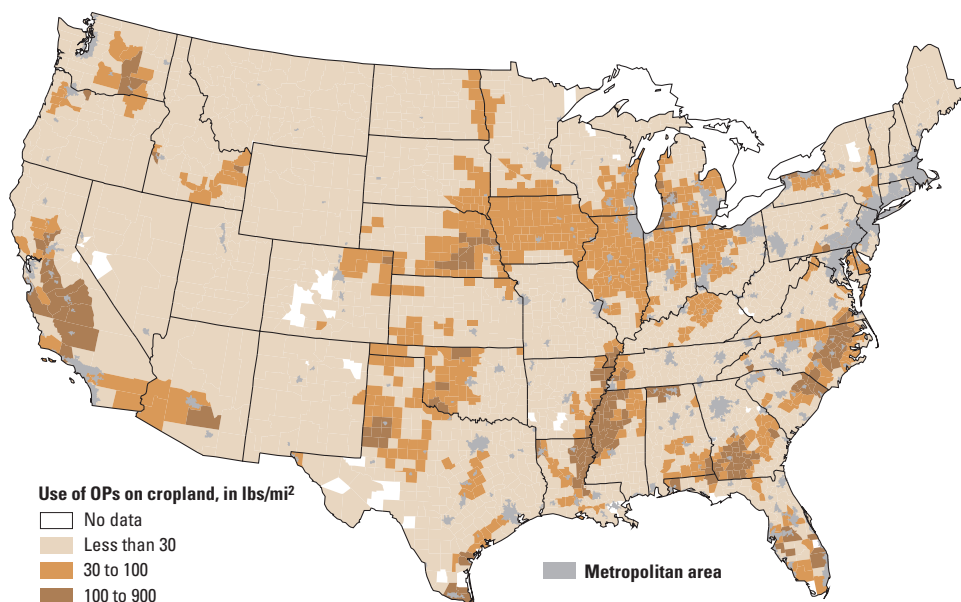 Use of OPs on cropland, in lbs/mi²
No data
Less than 30
30 to 100
100 to 900
Metropolitan area